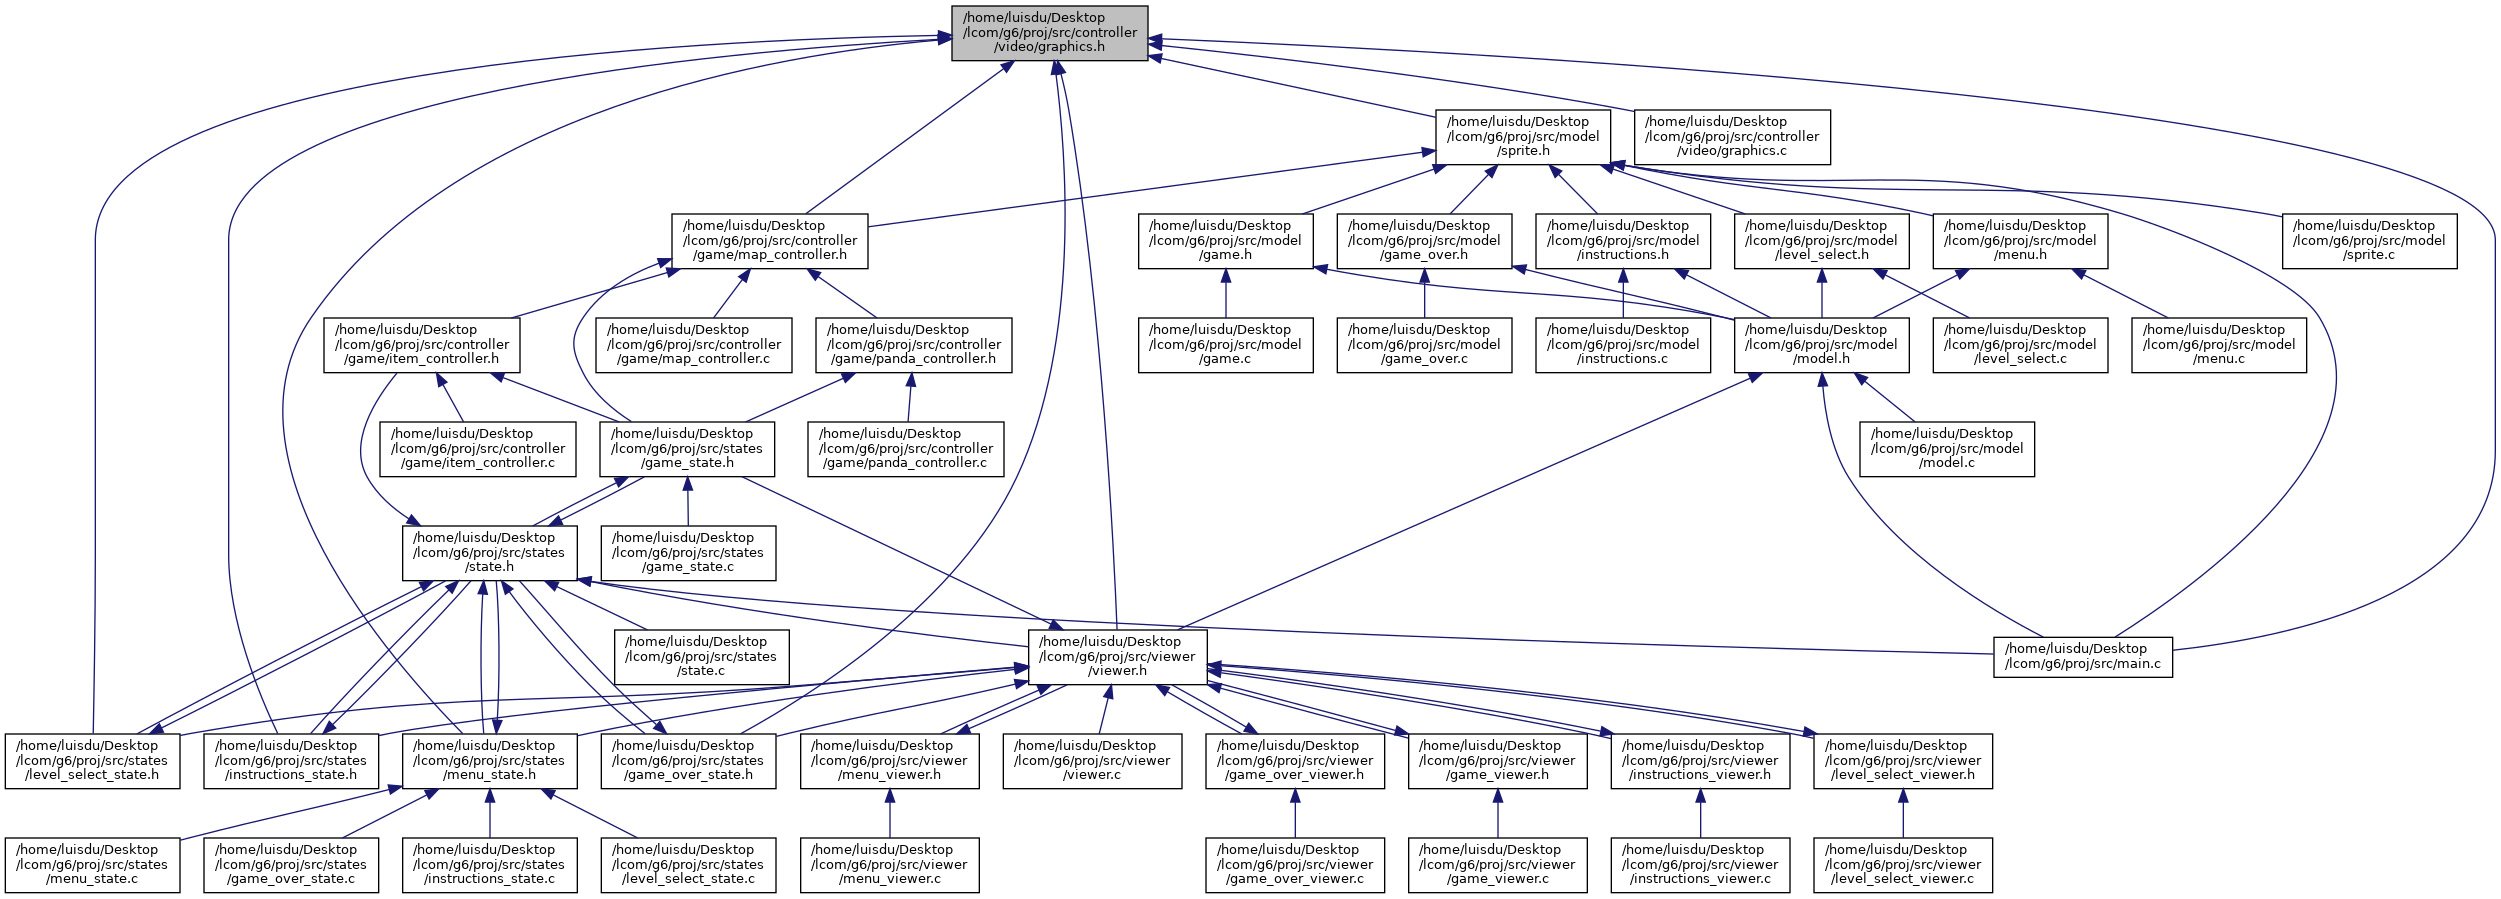 /home/luisdu/Desktop
/lcom/g6/proj/src/controller
/video/graphics.h
/home/luisdu/Desktop
/lcom/g6/proj/src/model
/sprite.h
/home/luisdu/Desktop
/lcom/g6/proj/src/controller
/video/graphics.c
/home/luisdu/Desktop
/lcom/g6/proj/src/controller
/game/map_controller.h
/home/luisdu/Desktop
/lcom/g6/proj/src/model
/game.h
/home/luisdu/Desktop
/lcom/g6/proj/src/model
/game_over.h
/home/luisdu/Desktop
/lcom/g6/proj/src/model
/instructions.h
/home/luisdu/Desktop
/lcom/g6/proj/src/model
/level_select.h
/home/luisdu/Desktop
/lcom/g6/proj/src/model
/menu.h
/home/luisdu/Desktop
/lcom/g6/proj/src/model
/sprite.c
/home/luisdu/Desktop
/lcom/g6/proj/src/controller
/game/item_controller.h
/home/luisdu/Desktop
/lcom/g6/proj/src/controller
/game/map_controller.c
/home/luisdu/Desktop
/lcom/g6/proj/src/controller
/game/panda_controller.h
/home/luisdu/Desktop
/lcom/g6/proj/src/model
/game.c
/home/luisdu/Desktop
/lcom/g6/proj/src/model
/game_over.c
/home/luisdu/Desktop
/lcom/g6/proj/src/model
/instructions.c
/home/luisdu/Desktop
/lcom/g6/proj/src/model
/model.h
/home/luisdu/Desktop
/lcom/g6/proj/src/model
/level_select.c
/home/luisdu/Desktop
/lcom/g6/proj/src/model
/menu.c
/home/luisdu/Desktop
/lcom/g6/proj/src/controller
/game/item_controller.c
/home/luisdu/Desktop
/lcom/g6/proj/src/states
/game_state.h
/home/luisdu/Desktop
/lcom/g6/proj/src/controller
/game/panda_controller.c
/home/luisdu/Desktop
/lcom/g6/proj/src/model
/model.c
/home/luisdu/Desktop
/lcom/g6/proj/src/states
/state.h
/home/luisdu/Desktop
/lcom/g6/proj/src/states
/game_state.c
/home/luisdu/Desktop
/lcom/g6/proj/src/states
/state.c
/home/luisdu/Desktop
/lcom/g6/proj/src/viewer
/viewer.h
/home/luisdu/Desktop
/lcom/g6/proj/src/main.c
/home/luisdu/Desktop
/lcom/g6/proj/src/states
/level_select_state.h
/home/luisdu/Desktop
/lcom/g6/proj/src/states
/instructions_state.h
/home/luisdu/Desktop
/lcom/g6/proj/src/states
/menu_state.h
/home/luisdu/Desktop
/lcom/g6/proj/src/states
/game_over_state.h
/home/luisdu/Desktop
/lcom/g6/proj/src/viewer
/menu_viewer.h
/home/luisdu/Desktop
/lcom/g6/proj/src/viewer
/viewer.c
/home/luisdu/Desktop
/lcom/g6/proj/src/viewer
/game_over_viewer.h
/home/luisdu/Desktop
/lcom/g6/proj/src/viewer
/game_viewer.h
/home/luisdu/Desktop
/lcom/g6/proj/src/viewer
/instructions_viewer.h
/home/luisdu/Desktop
/lcom/g6/proj/src/viewer
/level_select_viewer.h
/home/luisdu/Desktop
/lcom/g6/proj/src/states
/menu_state.c
/home/luisdu/Desktop
/lcom/g6/proj/src/states
/game_over_state.c
/home/luisdu/Desktop
/lcom/g6/proj/src/states
/instructions_state.c
/home/luisdu/Desktop
/lcom/g6/proj/src/states
/level_select_state.c
/home/luisdu/Desktop
/lcom/g6/proj/src/viewer
/menu_viewer.c
/home/luisdu/Desktop
/lcom/g6/proj/src/viewer
/game_over_viewer.c
/home/luisdu/Desktop
/lcom/g6/proj/src/viewer
/game_viewer.c
/home/luisdu/Desktop
/lcom/g6/proj/src/viewer
/instructions_viewer.c
/home/luisdu/Desktop
/lcom/g6/proj/src/viewer
/level_select_viewer.c